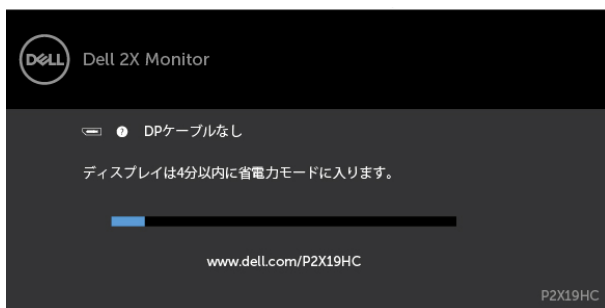 DELL
Dell 2X Monitor
? DPケーブルなし
ディスプレイは4分以内に省電力モードに入ります。
www.dell.com/P2X19HC
P2X19HC